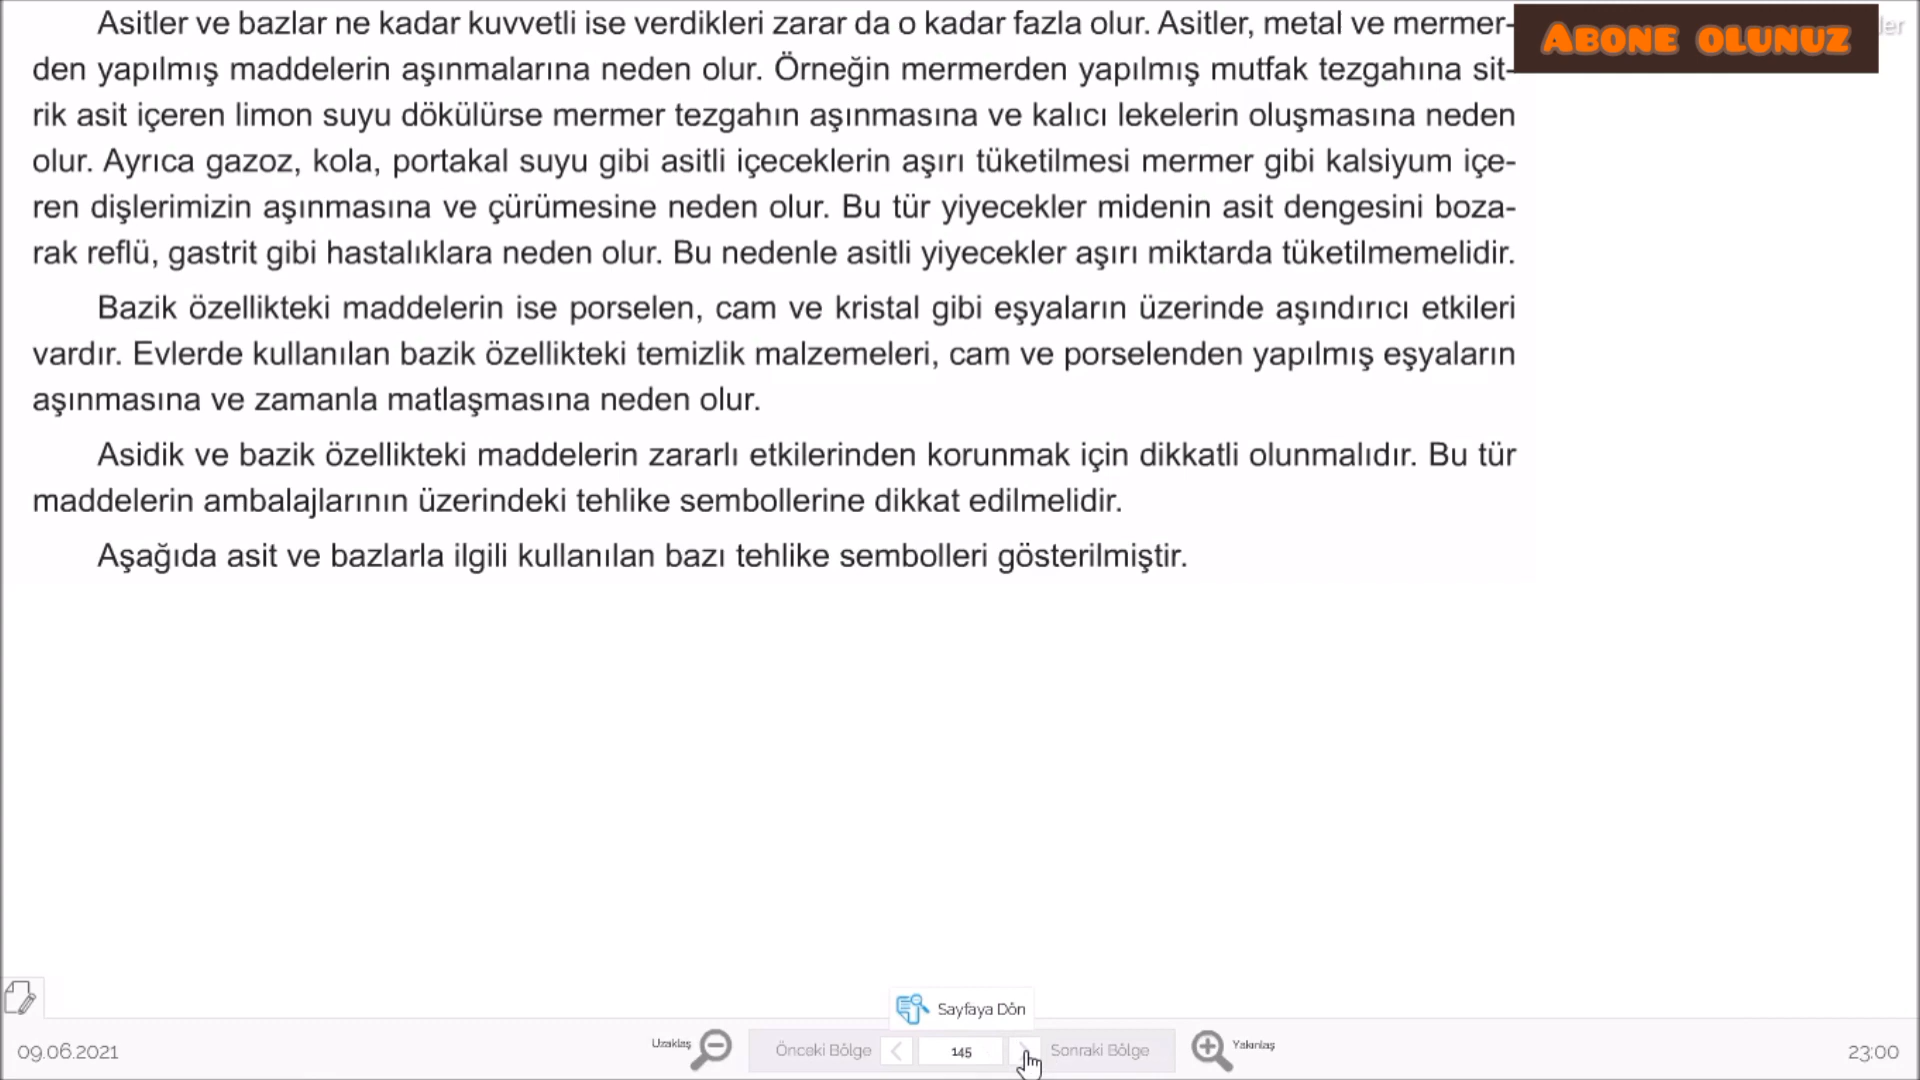 Asitler ve bazlar ne kadar kuvvetli ise verdikleri zarar da o kadar fazla olur. Asitler, metal ve mermer-
den yapılmış maddelerin aşınmalarına neden olur. Örneğin mermerden yapılmış mutfak tezgahına sit-
rik asit içeren limon suyu dökülürse mermer tezgahın aşınmasına ve kalıcı lekelerin oluşmasına neden
olur. Ayrıca gazoz, kola, portakal suyu gibi asitli içeceklerin aşırı tüketilmesi mermer gibi kalsiyum içe-
ren dişlerimizin aşınmasına ve çürümesine neden olur. Bu tür yiyecekler midenin asit dengesini boza-
rak reflü, gastrit gibi hastalıklara neden olur. Bu nedenle asitli yiyecekler aşırı miktarda tüketilmemelidir.
Bazik özellikteki maddelerin ise porselen, cam ve kristal gibi eşyaların üzerinde aşındırıcı etkileri
vardır. Evlerde kullanılan bazik özellikteki temizlik malzemeleri, cam ve porselenden yapılmış eşyaların
aşınmasına ve zamanla matlaşmasına neden olur.
Asidik ve bazik özellikteki maddelerin zararlı etkilerinden korunmak için dikkatli olunmalıdır. Bu tür
maddelerin ambalajlarının üzerindeki tehlike sembollerine dikkat edilmelidir.
Aşağıda asit ve bazlarla ilgili kullanılan bazı tehlike sembolleri gösterilmiştir.
ABONE OLUNUZ
Sayfaya Dön
09.06.2021
Uzaklaş
Önceki Bölge
145
Sonraki Bölge
Yakınlaş
23:00